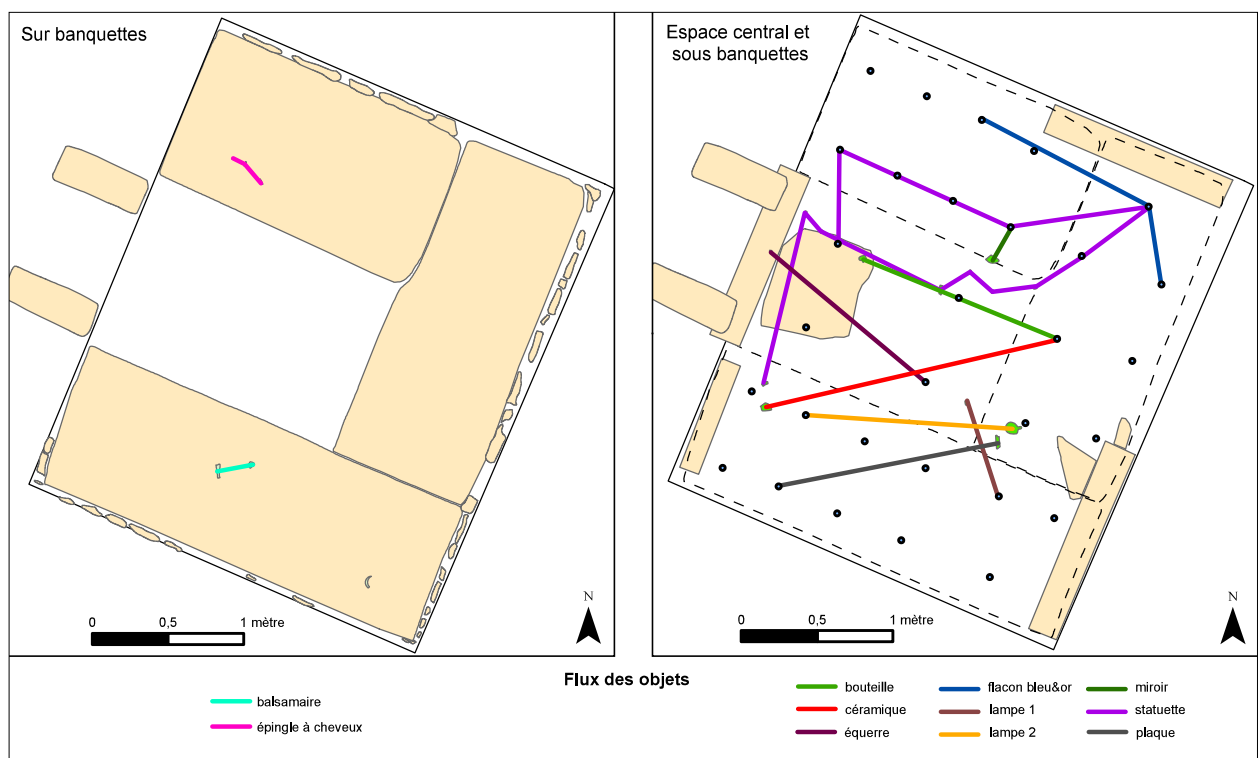 Sur banquettes
Espace central et
sous banquettes
N
0
0,5
1 mètre
N
0
0,5
1 mètre
Flux des objets
balsamaire
épingle à cheveux
bouteille
céramique
équerre
flacon bleu&or
lampe 1
lampe 2
miroir
statuette
plaque